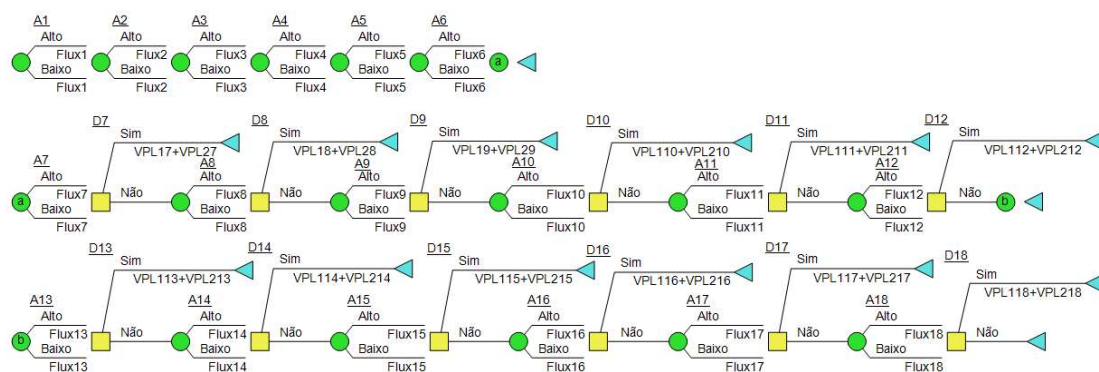 A1 A2 A3 A4 A5 A6
Alto Alto Alto Alto Alto Alto
Flux1 Flux2 Flux3 Flux4 Flux5 Flux6 a
Baixo Baixo Baixo Baixo Baixo Baixo
Flux1 Flux2 Flux3 Flux4 Flux5 Flux6
D7 D8 D9 D10 D11 D12
Sim Sim Sim Sim Sim Sim
VPL17+VPL27 VPL18+VPL28 VPL19+VPL29 VPL110+VPL210 VPL111+VPL211 VPL112+VPL212
A7 A8 A9 A10 A11 A12
Alto Alto Alto Alto Alto Alto
a Flux7 Não Flux8 Não Flux9 Não Flux10 Não Flux11 Não Flux12 Não b
Baixo Baixo Baixo Baixo Baixo Baixo
Flux7 Flux8 Flux9 Flux10 Flux11 Flux12
D13 D14 D15 D16 D17 D18
Sim Sim Sim Sim Sim Sim
VPL113+VPL213 VPL114+VPL214 VPL115+VPL215 VPL116+VPL216 VPL117+VPL217 VPL118+VPL218
A13 A14 A15 A16 A17 A18
Alto Alto Alto Alto Alto Alto
b Flux13 Não Flux14 Não Flux15 Não Flux16 Não Flux17 Não Flux18 Não
Baixo Baixo Baixo Baixo Baixo Baixo
Flux13 Flux14 Flux15 Flux16 Flux17 Flux18